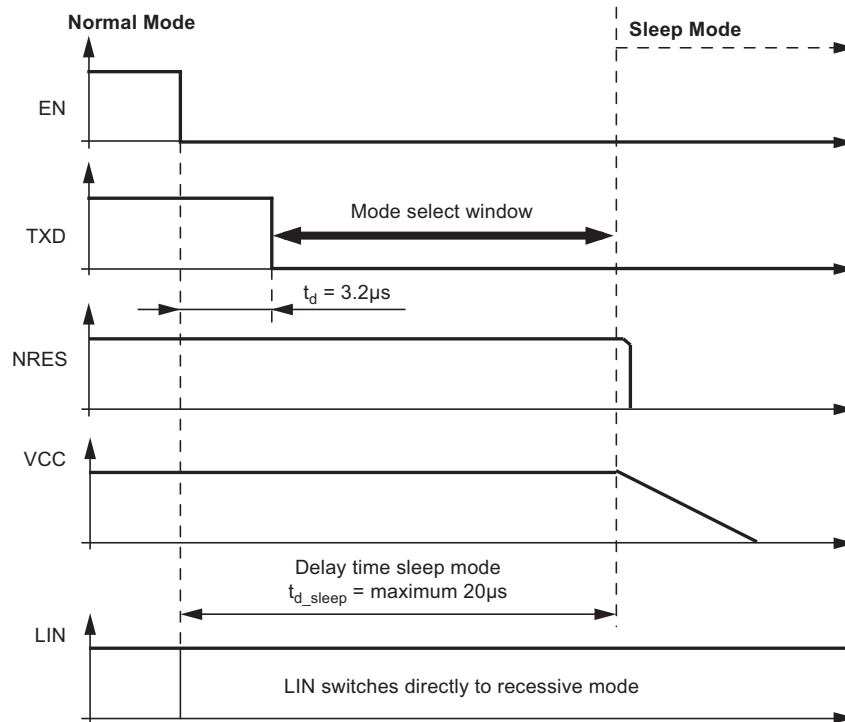 Normal Mode
Sleep Mode
EN
TXD
Mode select window
t_d = 3.2µs
NRES
VCC
Delay time sleep mode
t_d_sleep = maximum 20µs
LIN
LIN switches directly to recessive mode